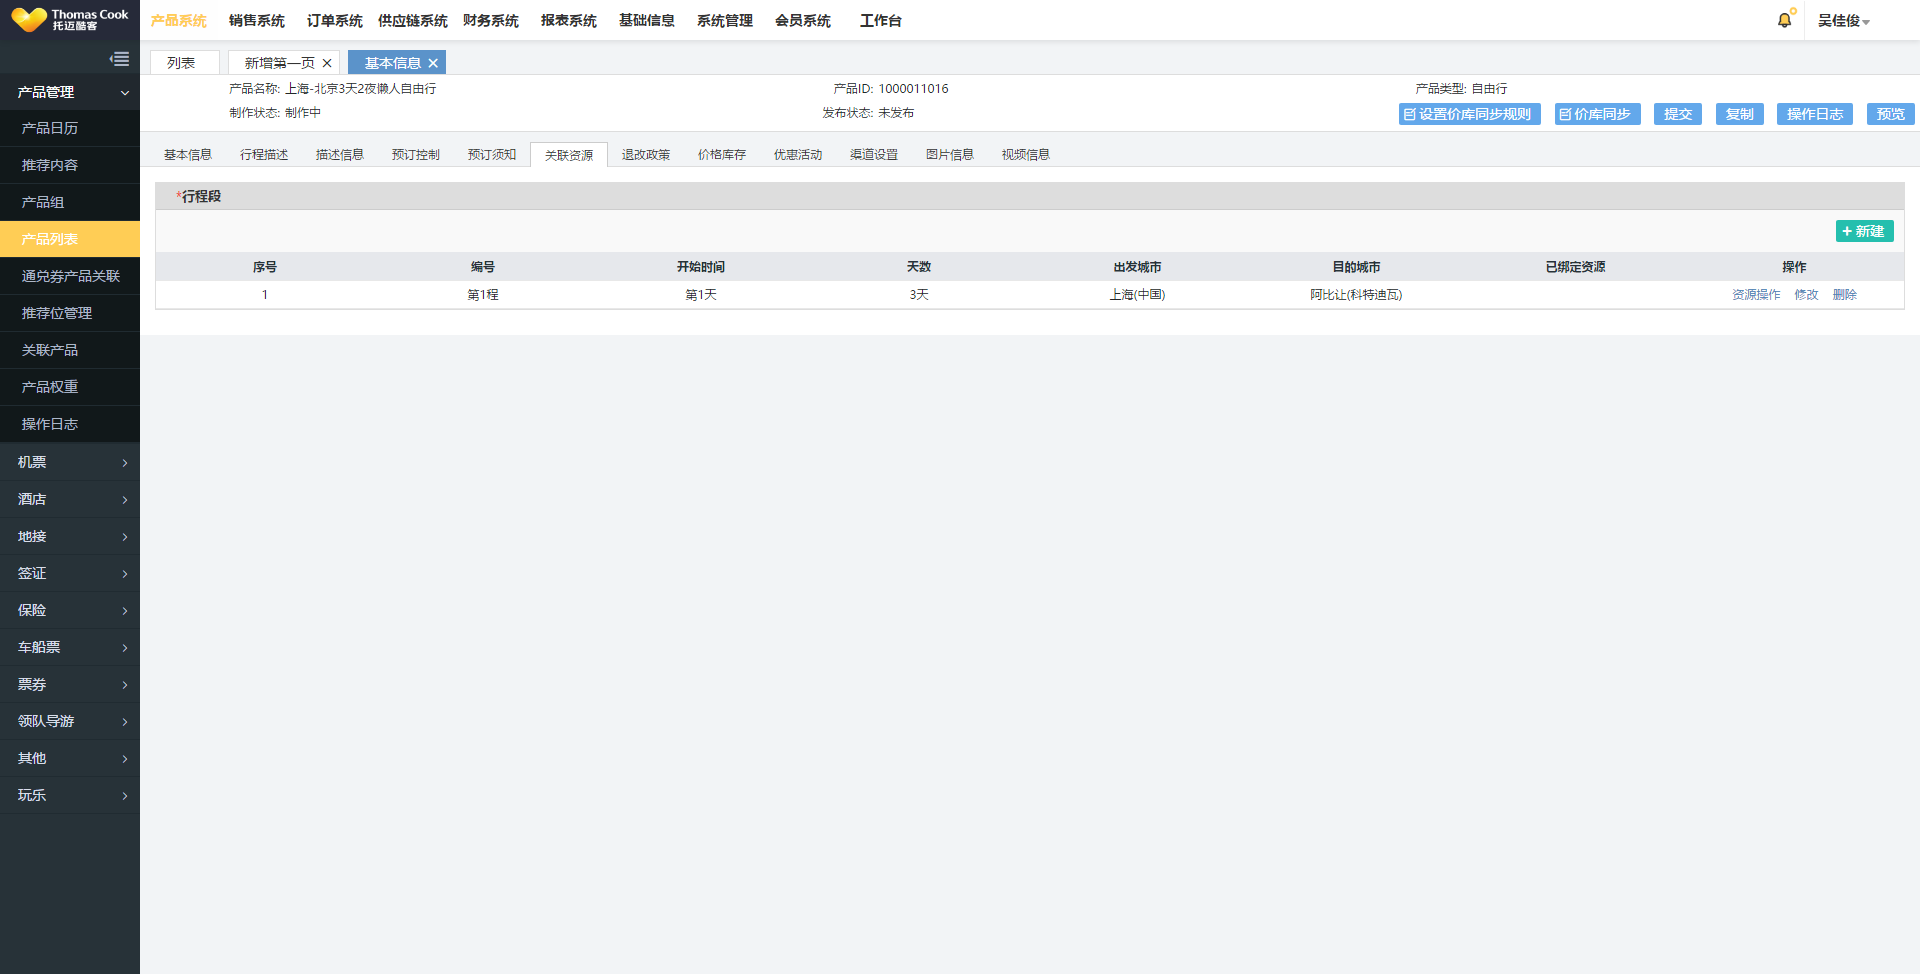 Thomas Cook
托迈酷客
产品系统 销售系统 订单系统 供应链系统 财务系统 报表系统 基础信息 系统管理 会员系统 工作台
吴佳俊
产品管理
产品日历
推荐内容
产品组
产品列表
通兑券产品关联
推荐位管理
关联产品
产品权重
操作日志
机票
酒店
地接
签证
保险
车船票
票券
领队导游
其他
玩乐
列表 新增第一页 基本信息
产品名称: 上海-北京3天2夜懒人自由行 产品ID: 1000011016 产品类型: 自由行
制作状态: 制作中 发布状态: 未发布
设置价库同步规则 价库同步 提交 复制 操作日志 预览
基本信息 行程描述 描述信息 预订控制 预订须知 关联资源 退改政策 价格库存 优惠活动 渠道设置 图片信息 视频信息
*行程段
+ 新建
序号 编号 开始时间 天数 出发城市 目的城市 已绑定资源 操作
1 第1程 第1天 3天 上海(中国) 阿比让(科特迪瓦) 资源操作 修改 删除